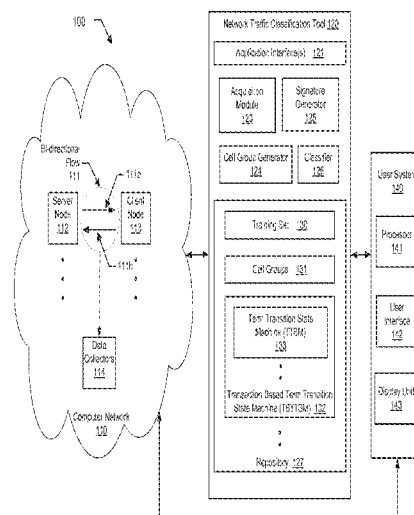 100
Network Traffic Classification Tool 120
Application Interface(s) 121
Acquisition
Module
123
Signature
Generator
125
Cell Group Generator
124
Classifier
126
Bi-directional
Flow
111
111a
Server
Node
112
Client
Node
113
111b
Data
Collectors
114
Computer Network
110
Training Set 130
Cell Groups 131
Term Transition State
Machine (TTSM)
133
Transaction Based Term Transition
State Machine (TBTTSM) 132
Repository 127
User System
140
Processors
141
User
Interface
142
Display Unit
143